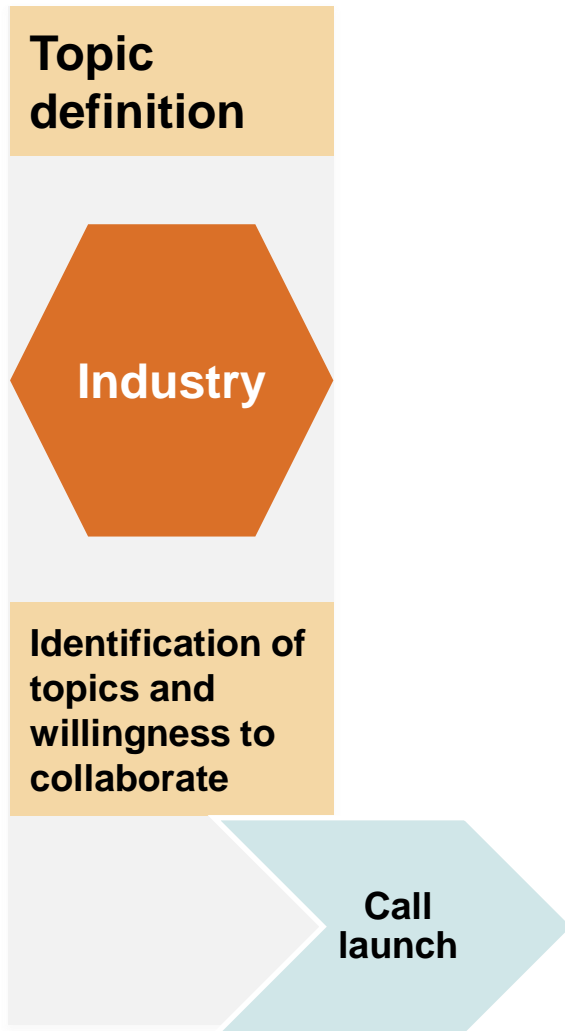 Topic
definition
Industry
Identification of
topics and
willingness to
collaborate
Call
launch